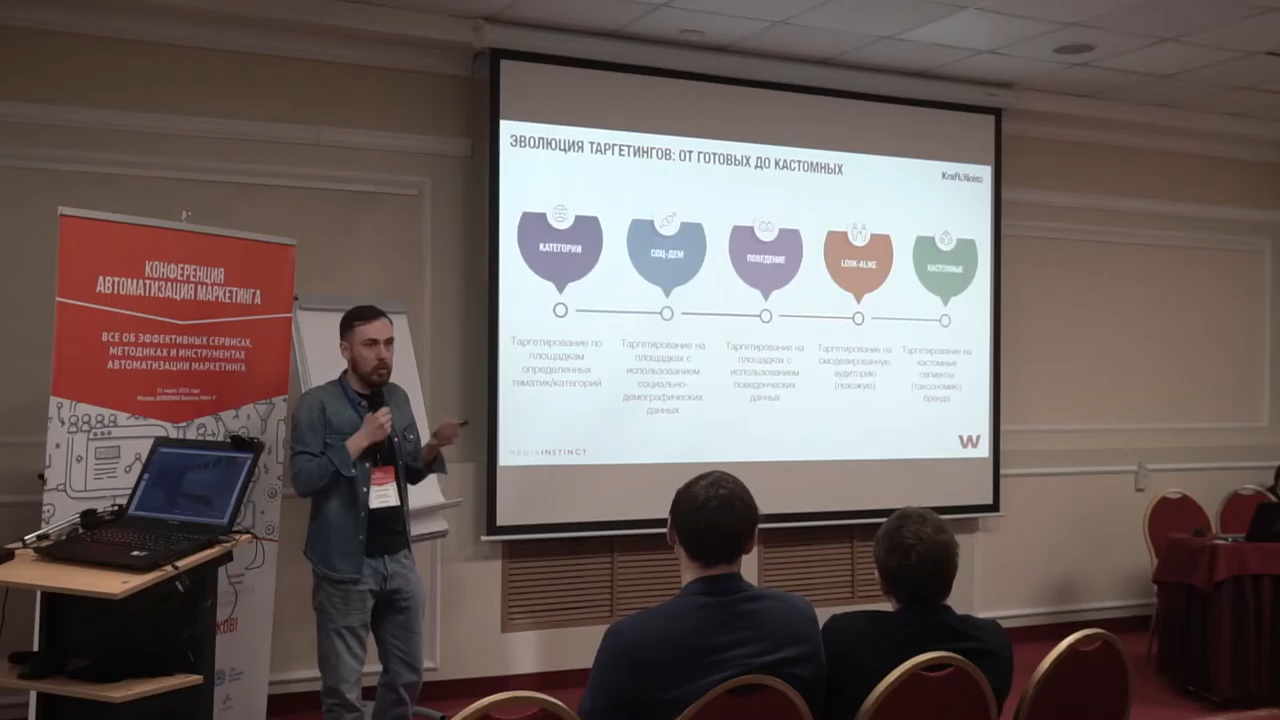 ЭВОЛЮЦИЯ ТАРГЕТИНГОВ: ОТ ГОТОВЫХ ДО КАСТОМНЫХ
KraftHeinz
КАТЕГОРИИ
СОЦ-ДЕМ
ПОВЕДЕНИЕ
LOOK-ALIKE
КАСТОМНЫЕ
Таргетирование по
площадкам
определенных
тематик/категорий
Таргетирование на
площадках с
использованием
социально-
демографических
данных
Таргетирование на
площадках с
использованием
поведенческих
данных
Таргетирование на
смоделированную
аудиторию
(похожую)
Таргетирование на
кастомные
сегменты
(таксономию)
бренда
MEDIAINSTINCT
W
КОНФЕРЕНЦИЯ
АВТОМАТИЗАЦИЯ МАРКЕТИНГА
ВСЕ ОБ ЭФФЕКТИВНЫХ СЕРВИСАХ,
МЕТОДИКАХ И ИНСТРУМЕНТАХ
АВТОМАТИЗАЦИИ МАРКЕТИНГА